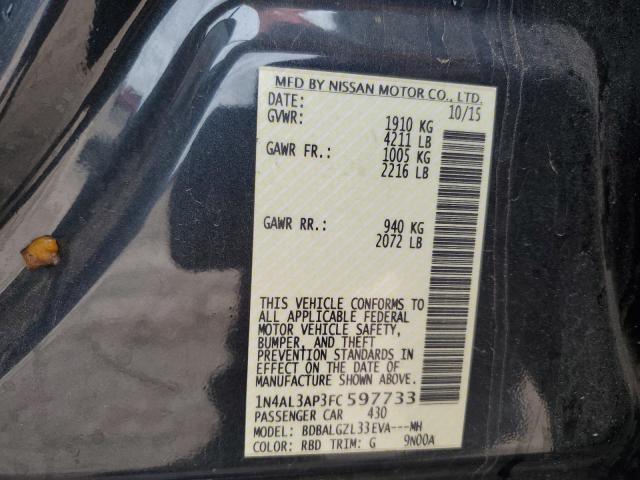 MFD BY NISSAN MOTOR CO., LTD.
DATE: 10/15
GVWR: 1910 KG
4211 LB
GAWR FR.: 1005 KG
2216 LB
GAWR RR.: 940 KG
2072 LB
THIS VEHICLE CONFORMS TO
ALL APPLICABLE FEDERAL
MOTOR VEHICLE SAFETY,
BUMPER, AND THEFT
PREVENTION STANDARDS IN
EFFECT ON THE DATE OF
MANUFACTURE SHOWN ABOVE.
1N4AL3AP3FC597733
PASSENGER CAR 430
MODEL: BDBALGZL33EVA---MH
COLOR: RBD TRIM: G 9N00A